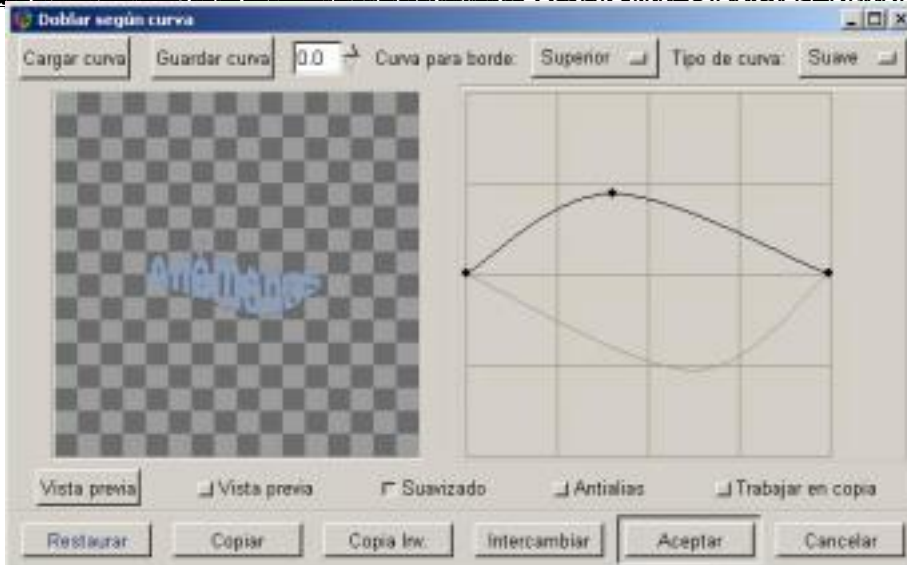 Doblar según curva
Cargar curva Guardar curva 0.0 Curva para borde: Superior Tipo de curva: Suave
Vista previa Vista previa Suavizado Antialias Trabajar en copia
Restaurar Copiar Copia Inv. Intercambiar Aceptar Cancelar